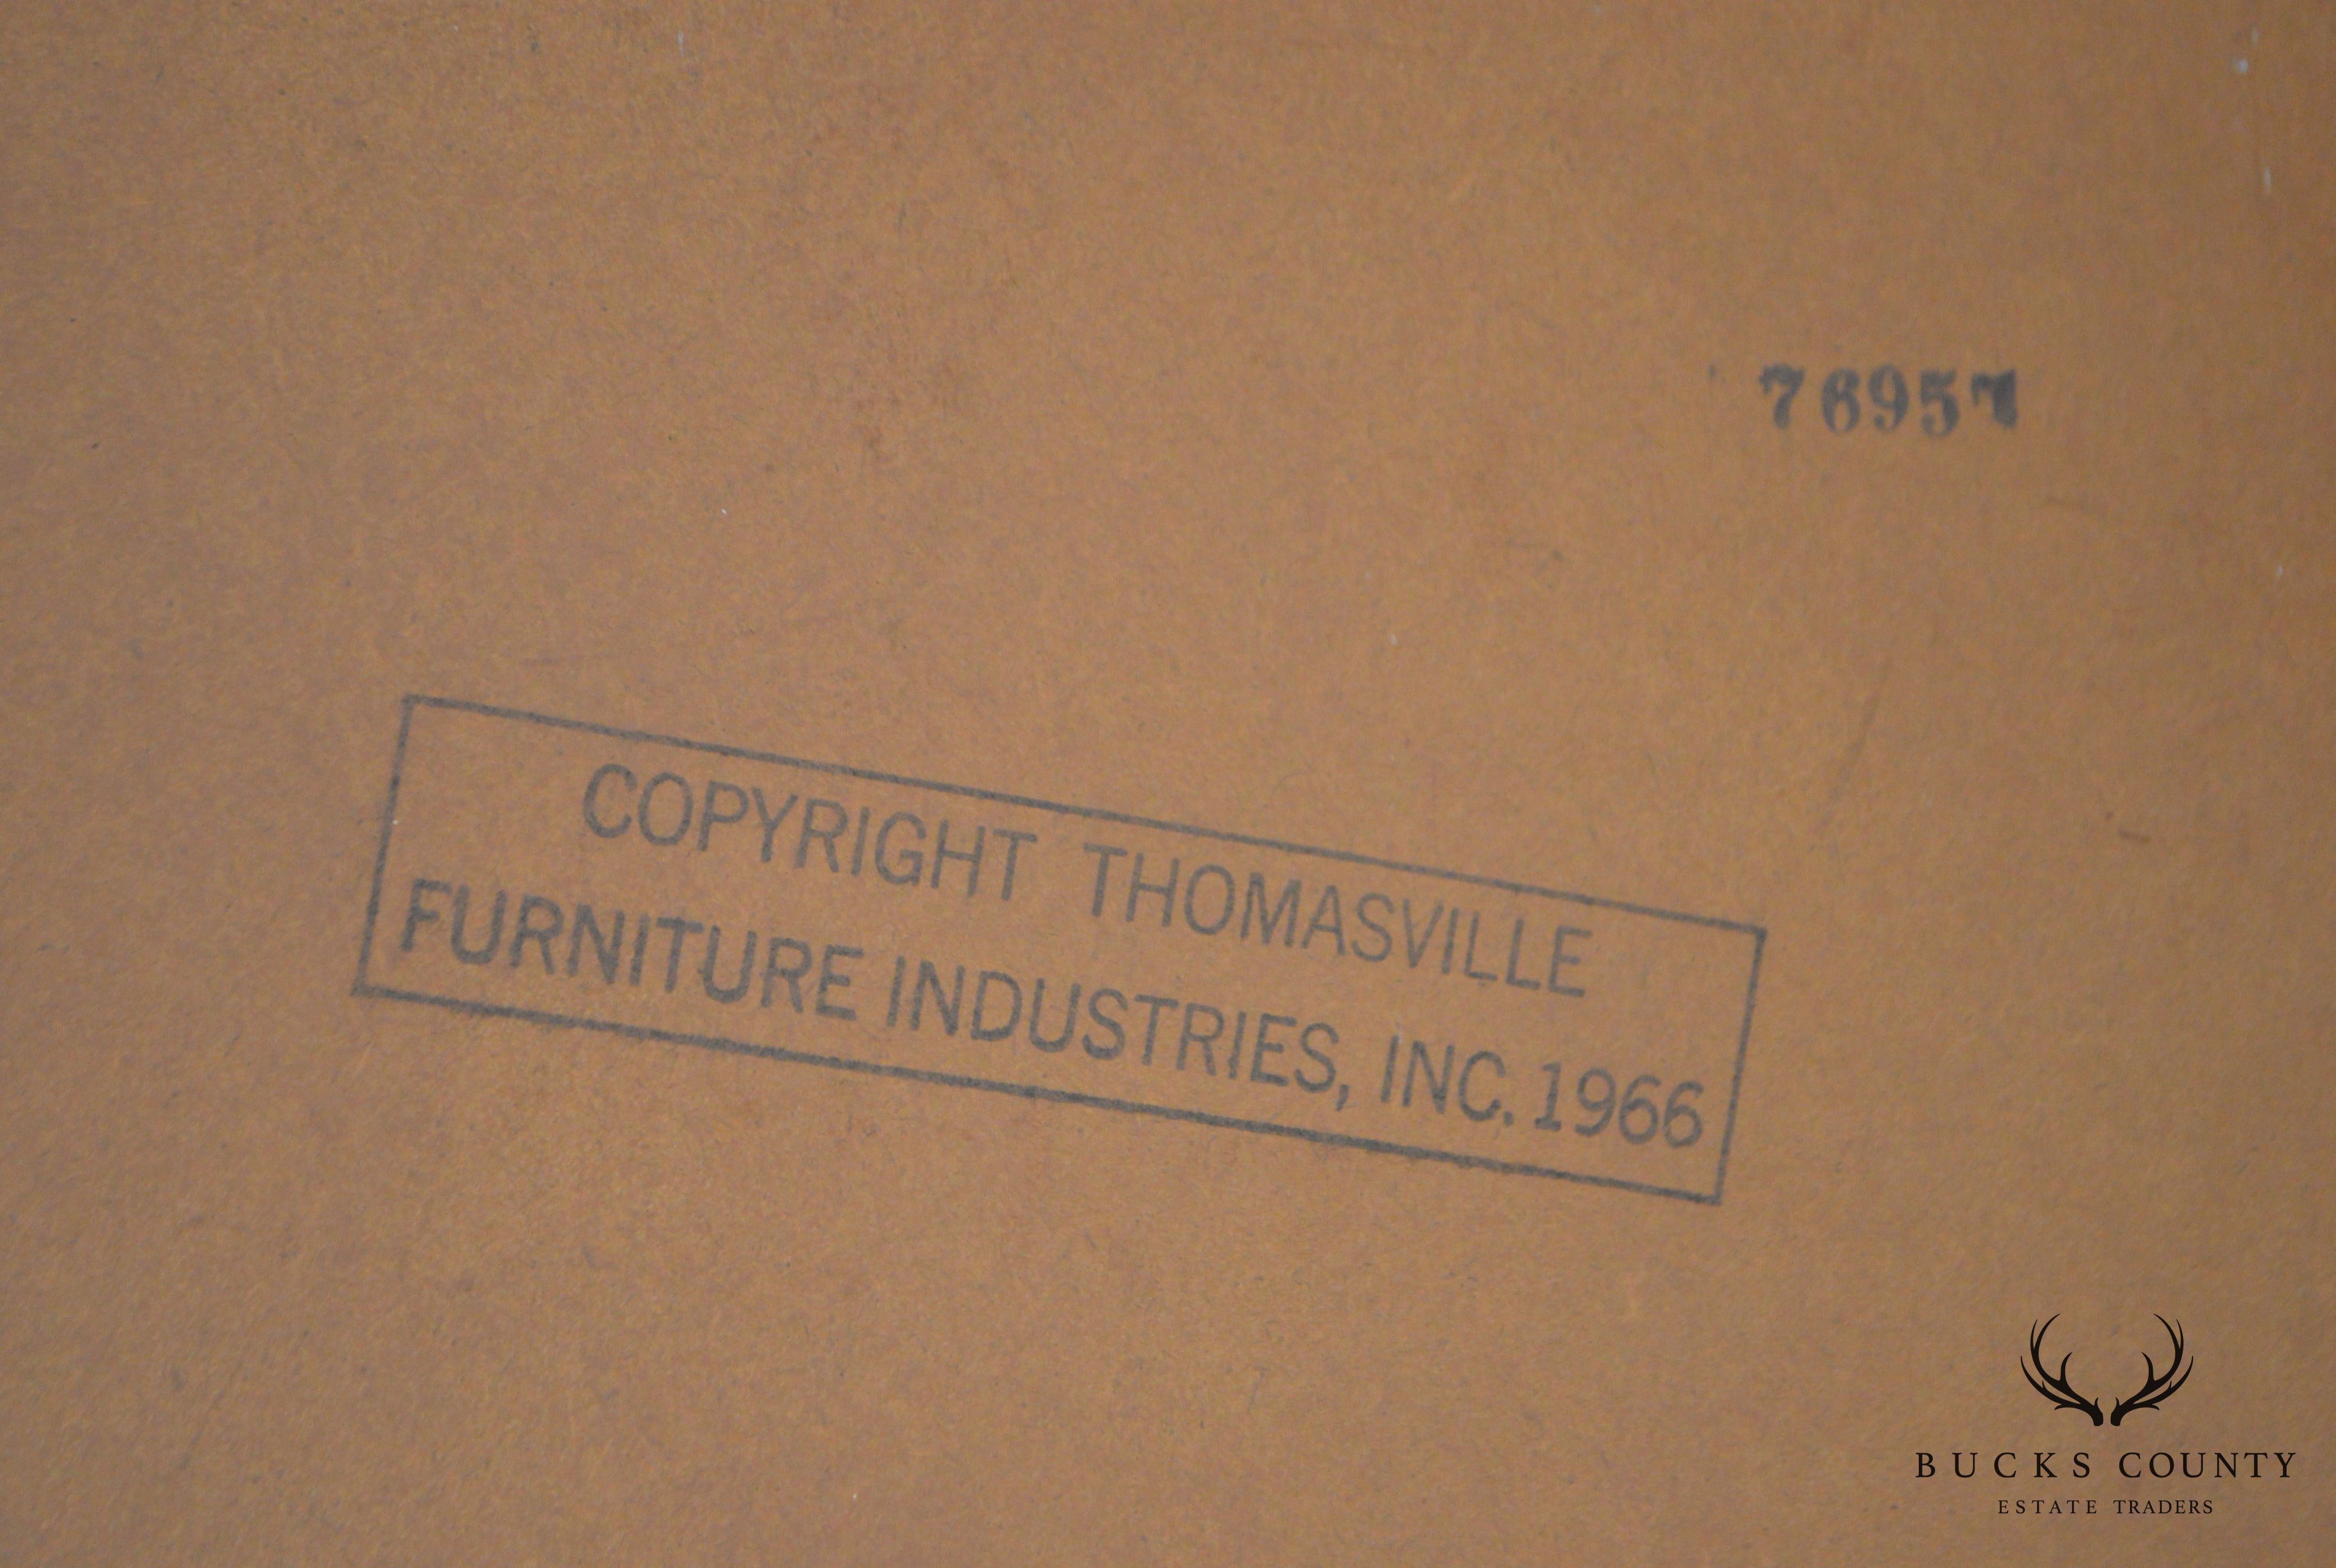 76957
COPYRIGHT THOMASVILLE
FURNITURE INDUSTRIES, INC. 1966
BUCKS COUNTY
ESTATE TRADERS